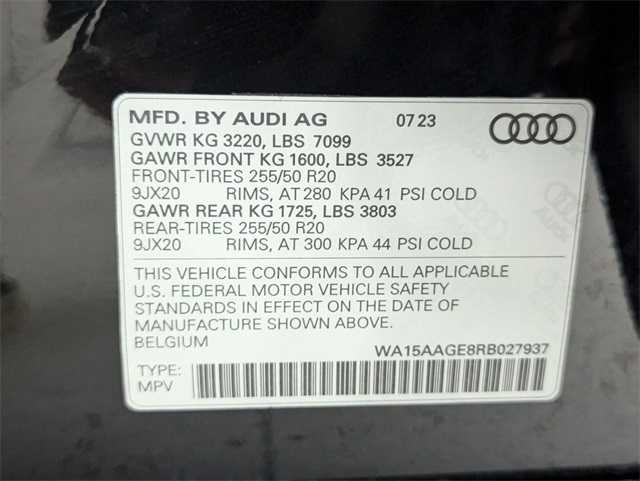 MFD. BY AUDI AG 07 23
GVWR KG 3220, LBS 7099
GAWR FRONT KG 1600, LBS 3527
FRONT-TIRES 255/50 R20
9JX20 RIMS, AT 280 KPA 41 PSI COLD
GAWR REAR KG 1725, LBS 3803
REAR-TIRES 255/50 R20
9JX20 RIMS, AT 300 KPA 44 PSI COLD
THIS VEHICLE CONFORMS TO ALL APPLICABLE
U.S. FEDERAL MOTOR VEHICLE SAFETY
STANDARDS IN EFFECT ON THE DATE OF
MANUFACTURE SHOWN ABOVE.
BELGIUM
WA15AAGE8RB027937
TYPE:
MPV